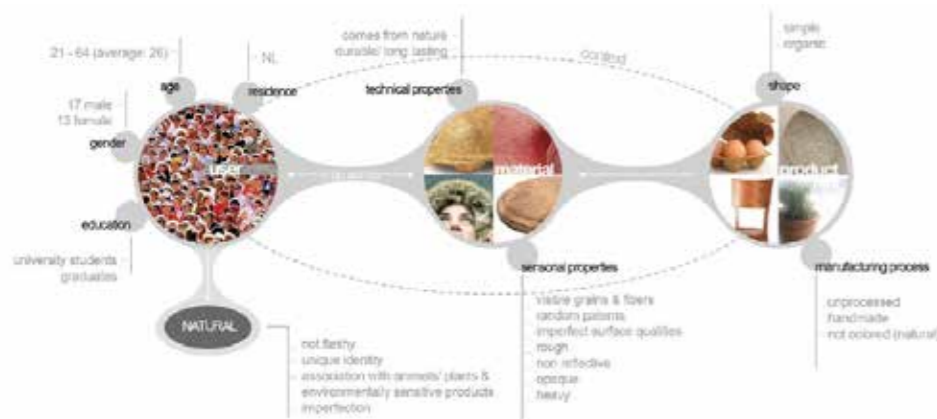 21 - 64 (average: 26)
age
NL
residence
17 male
13 female
gender
user
education
university students
graduates
NATURAL
not flashy
unique identity
association with animals/ plants &
environmentally sensitive products
imperfection
comes from nature
durable/ long lasting
technical properties
material
sensorial properties
visible grains & fibers
random patterns
imperfect surface qualities
rough
non reflective
opaque
heavy
context
simple
organic
shape
product
manufacturing process
unprocessed
handmade
not colored (natural)